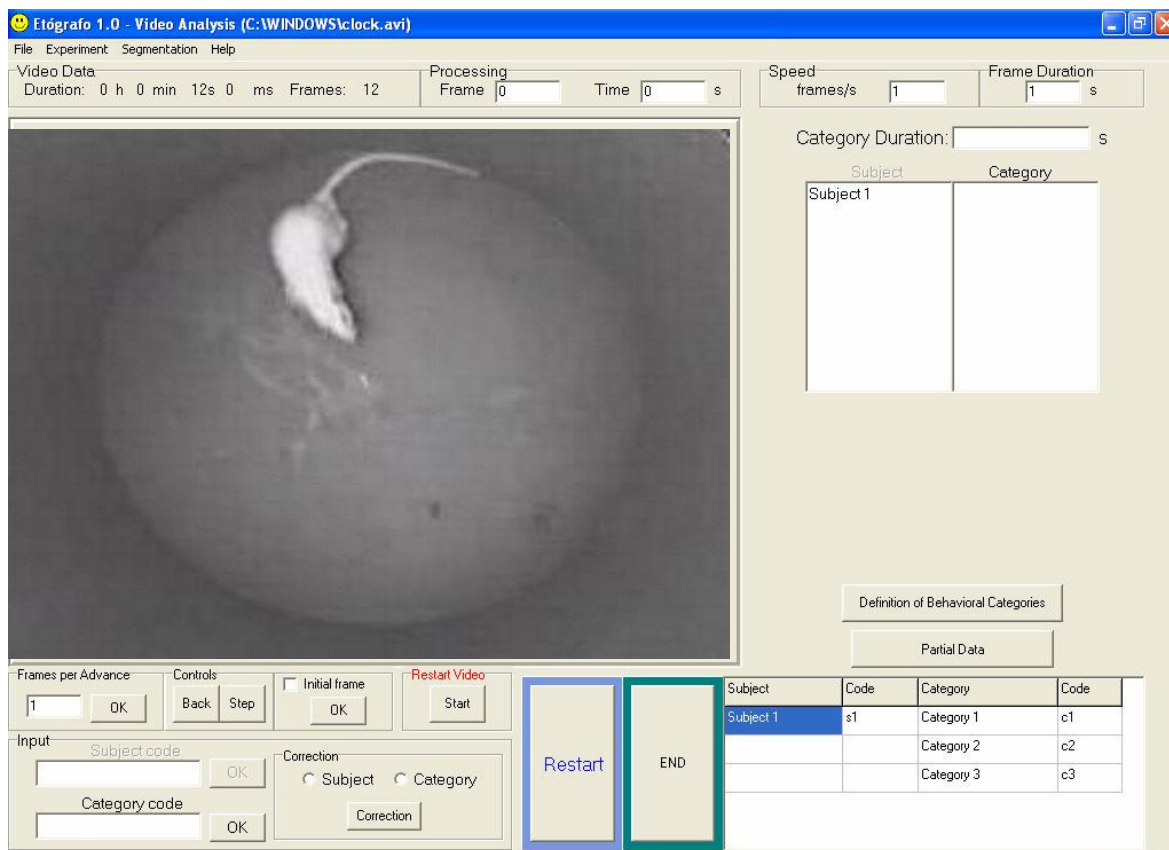 Etógrafo 1.0 - Video Analysis (C:\WINDOWS\clock.avi)
File Experiment Segmentation Help
Video Data
Duration: 0 h 0 min 12s 0 ms Frames: 12
Processing
Frame 0 Time 0 s
Speed
frames/s 1
Frame Duration
1 s
Category Duration: s
Subject Category
Subject 1
Definition of Behavioral Categories
Partial Data
Frames per Advance
1 OK
Controls
Back Step
Initial frame
OK
Restart Video
Start
Input
Subject code
OK
Category code
OK
Correction
Subject Category
Correction
Restart
END
Subject Code Category Code
Subject 1 s1 Category 1 c1
Category 2 c2
Category 3 c3